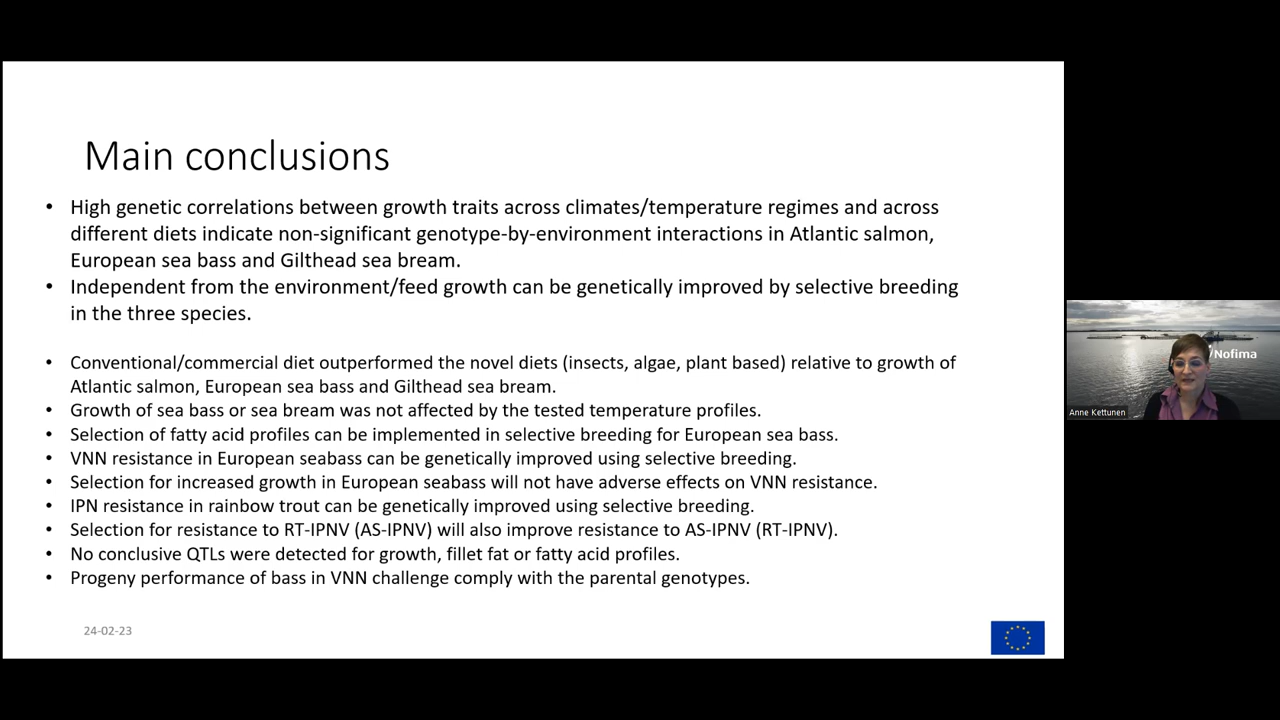 Main conclusions
• High genetic correlations between growth traits across climates/temperature regimes and across
different diets indicate non-significant genotype-by-environment interactions in Atlantic salmon,
European sea bass and Gilthead sea bream.
• Independent from the environment/feed growth can be genetically improved by selective breeding
in the three species.
• Conventional/commercial diet outperformed the novel diets (insects, algae, plant based) relative to growth of
Atlantic salmon, European sea bass and Gilthead sea bream.
• Growth of sea bass or sea bream was not affected by the tested temperature profiles.
• Selection of fatty acid profiles can be implemented in selective breeding for European sea bass.
• VNN resistance in European seabass can be genetically improved using selective breeding.
• Selection for increased growth in European seabass will not have adverse effects on VNN resistance.
• IPN resistance in rainbow trout can be genetically improved using selective breeding.
• Selection for resistance to RT-IPNV (AS-IPNV) will also improve resistance to AS-IPNV (RT-IPNV).
• No conclusive QTLs were detected for growth, fillet fat or fatty acid profiles.
• Progeny performance of bass in VNN challenge comply with the parental genotypes.
24-02-23
Nofima
Anne Kettunen